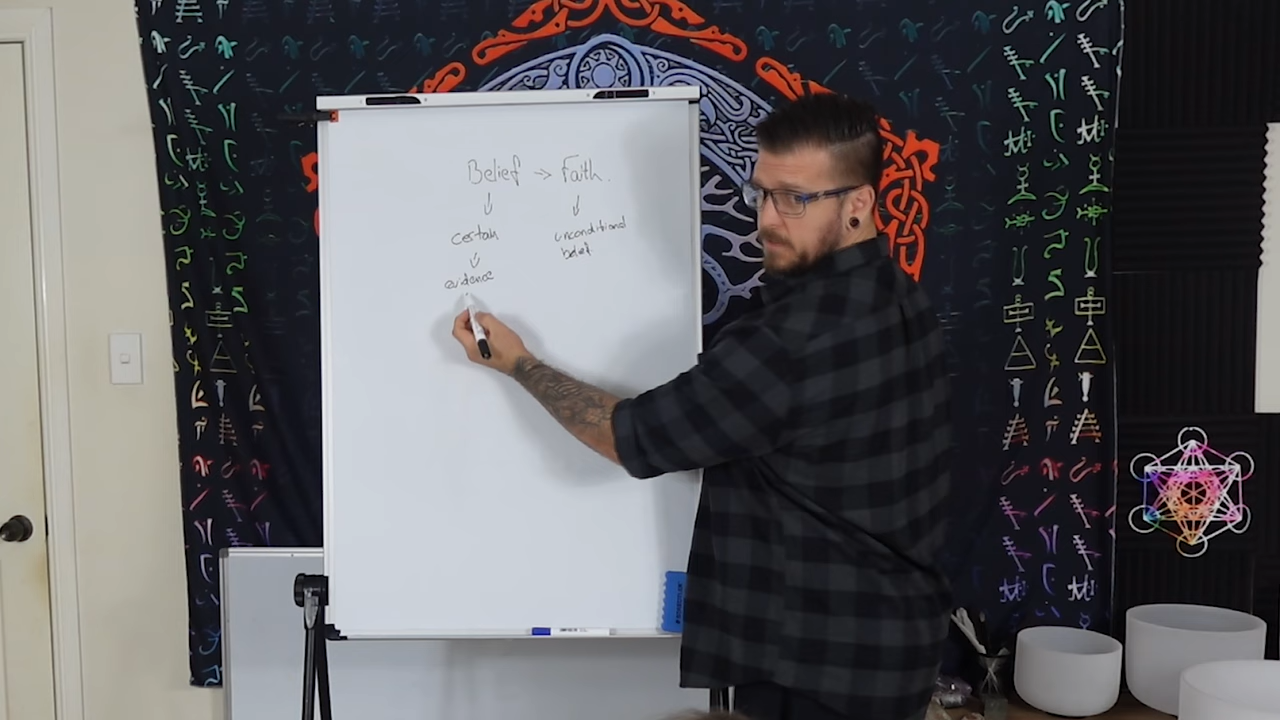 Belief → Faith.
certain
unconditional
belief
evidence